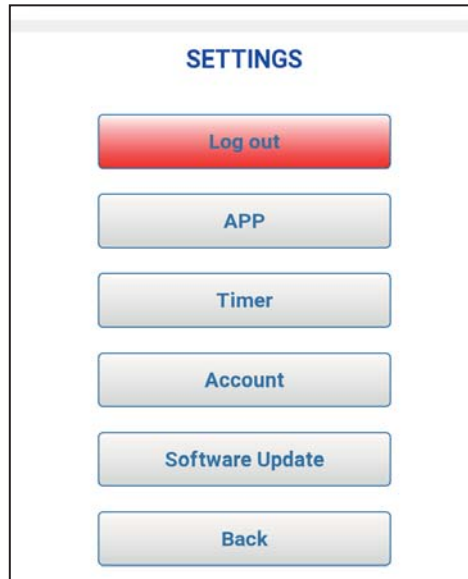 SETTINGS
Log out
APP
Timer
Account
Software Update
Back